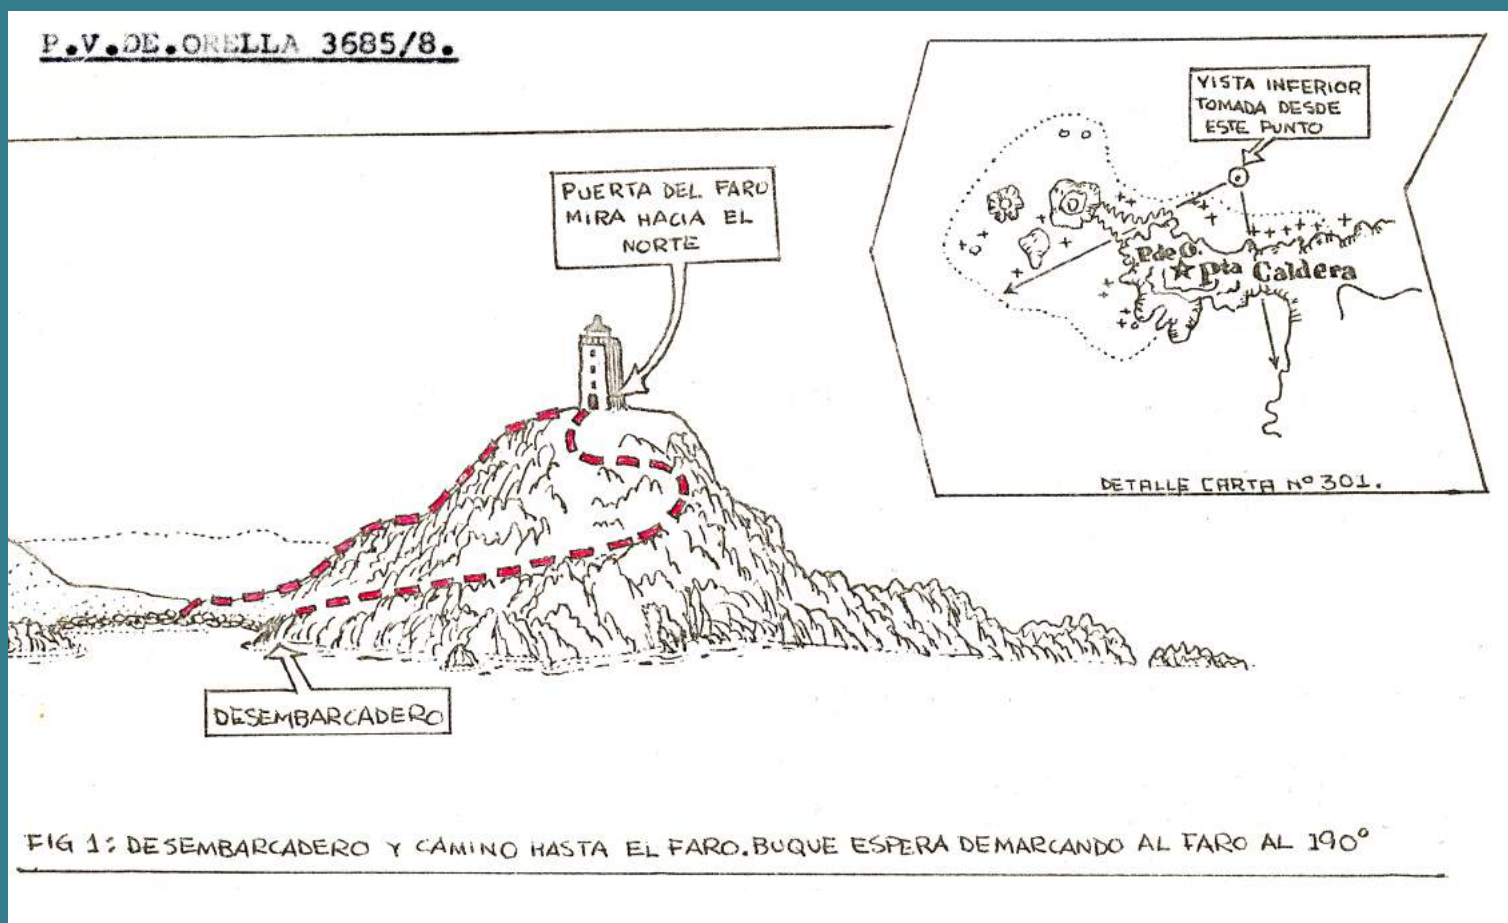 P.V.DE.ORELLA 3685/8.
VISTA INFERIOR
TOMADA DESDE
ESTE PUNTO
PUERTA DEL FARO
MIRA HACIA EL
NORTE
P.de O.
Pta Caldera
DETALLE CARTA Nº 301.
DESEMBARCADERO
FIG 1: DESEMBARCADERO Y CAMINO HASTA EL FARO. BUQUE ESPERA DEMARCANDO AL FARO AL 190°